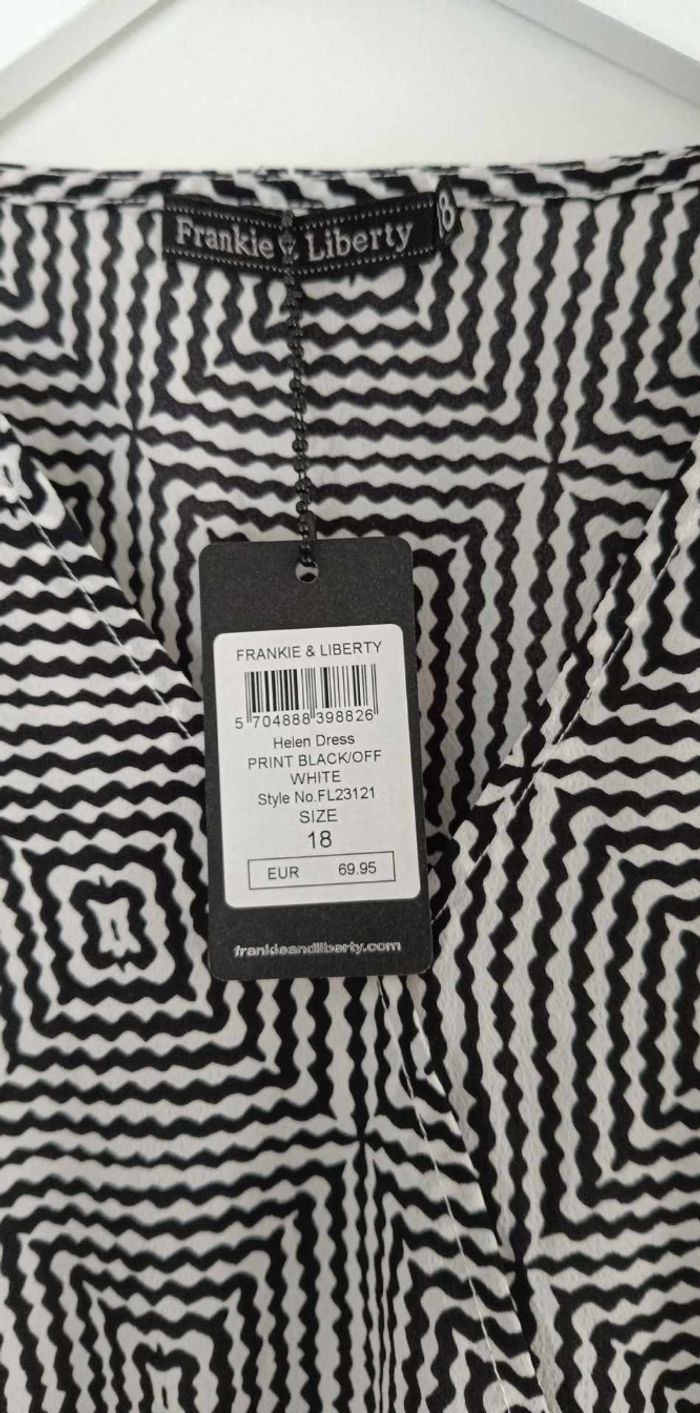 Frankie & Liberty
18
FRANKIE & LIBERTY
5 704888 398826
Helen Dress
PRINT BLACK/OFF
WHITE
Style No.FL23121
SIZE
18
EUR 69.95
frankieandliberty.com